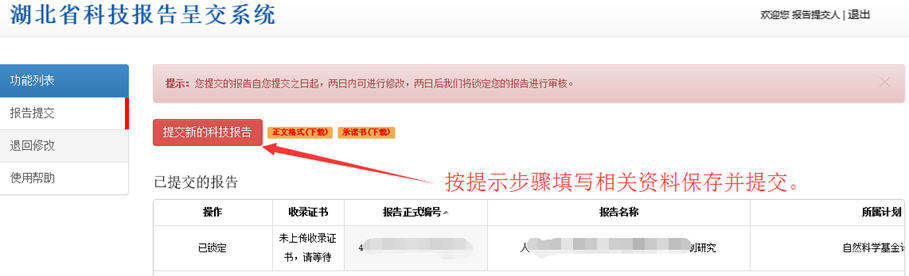 湖北省科技报告呈交系统
欢迎您 报告提交人 | 退出
功能列表
报告提交
退回修改
使用帮助
提示：您提交的报告自您提交之日起，两日内可进行修改，两日后我们将锁定您的报告进行审核。
提交新的科技报告 正文格式(下载) 承诺书(下载)
按提示步骤填写相关资料保存并提交。
已提交的报告
操作 收录证书 报告正式编号 报告名称 所属计划
已锁定 未上传收录证书，请等待 4 人 研究 自然科学基金